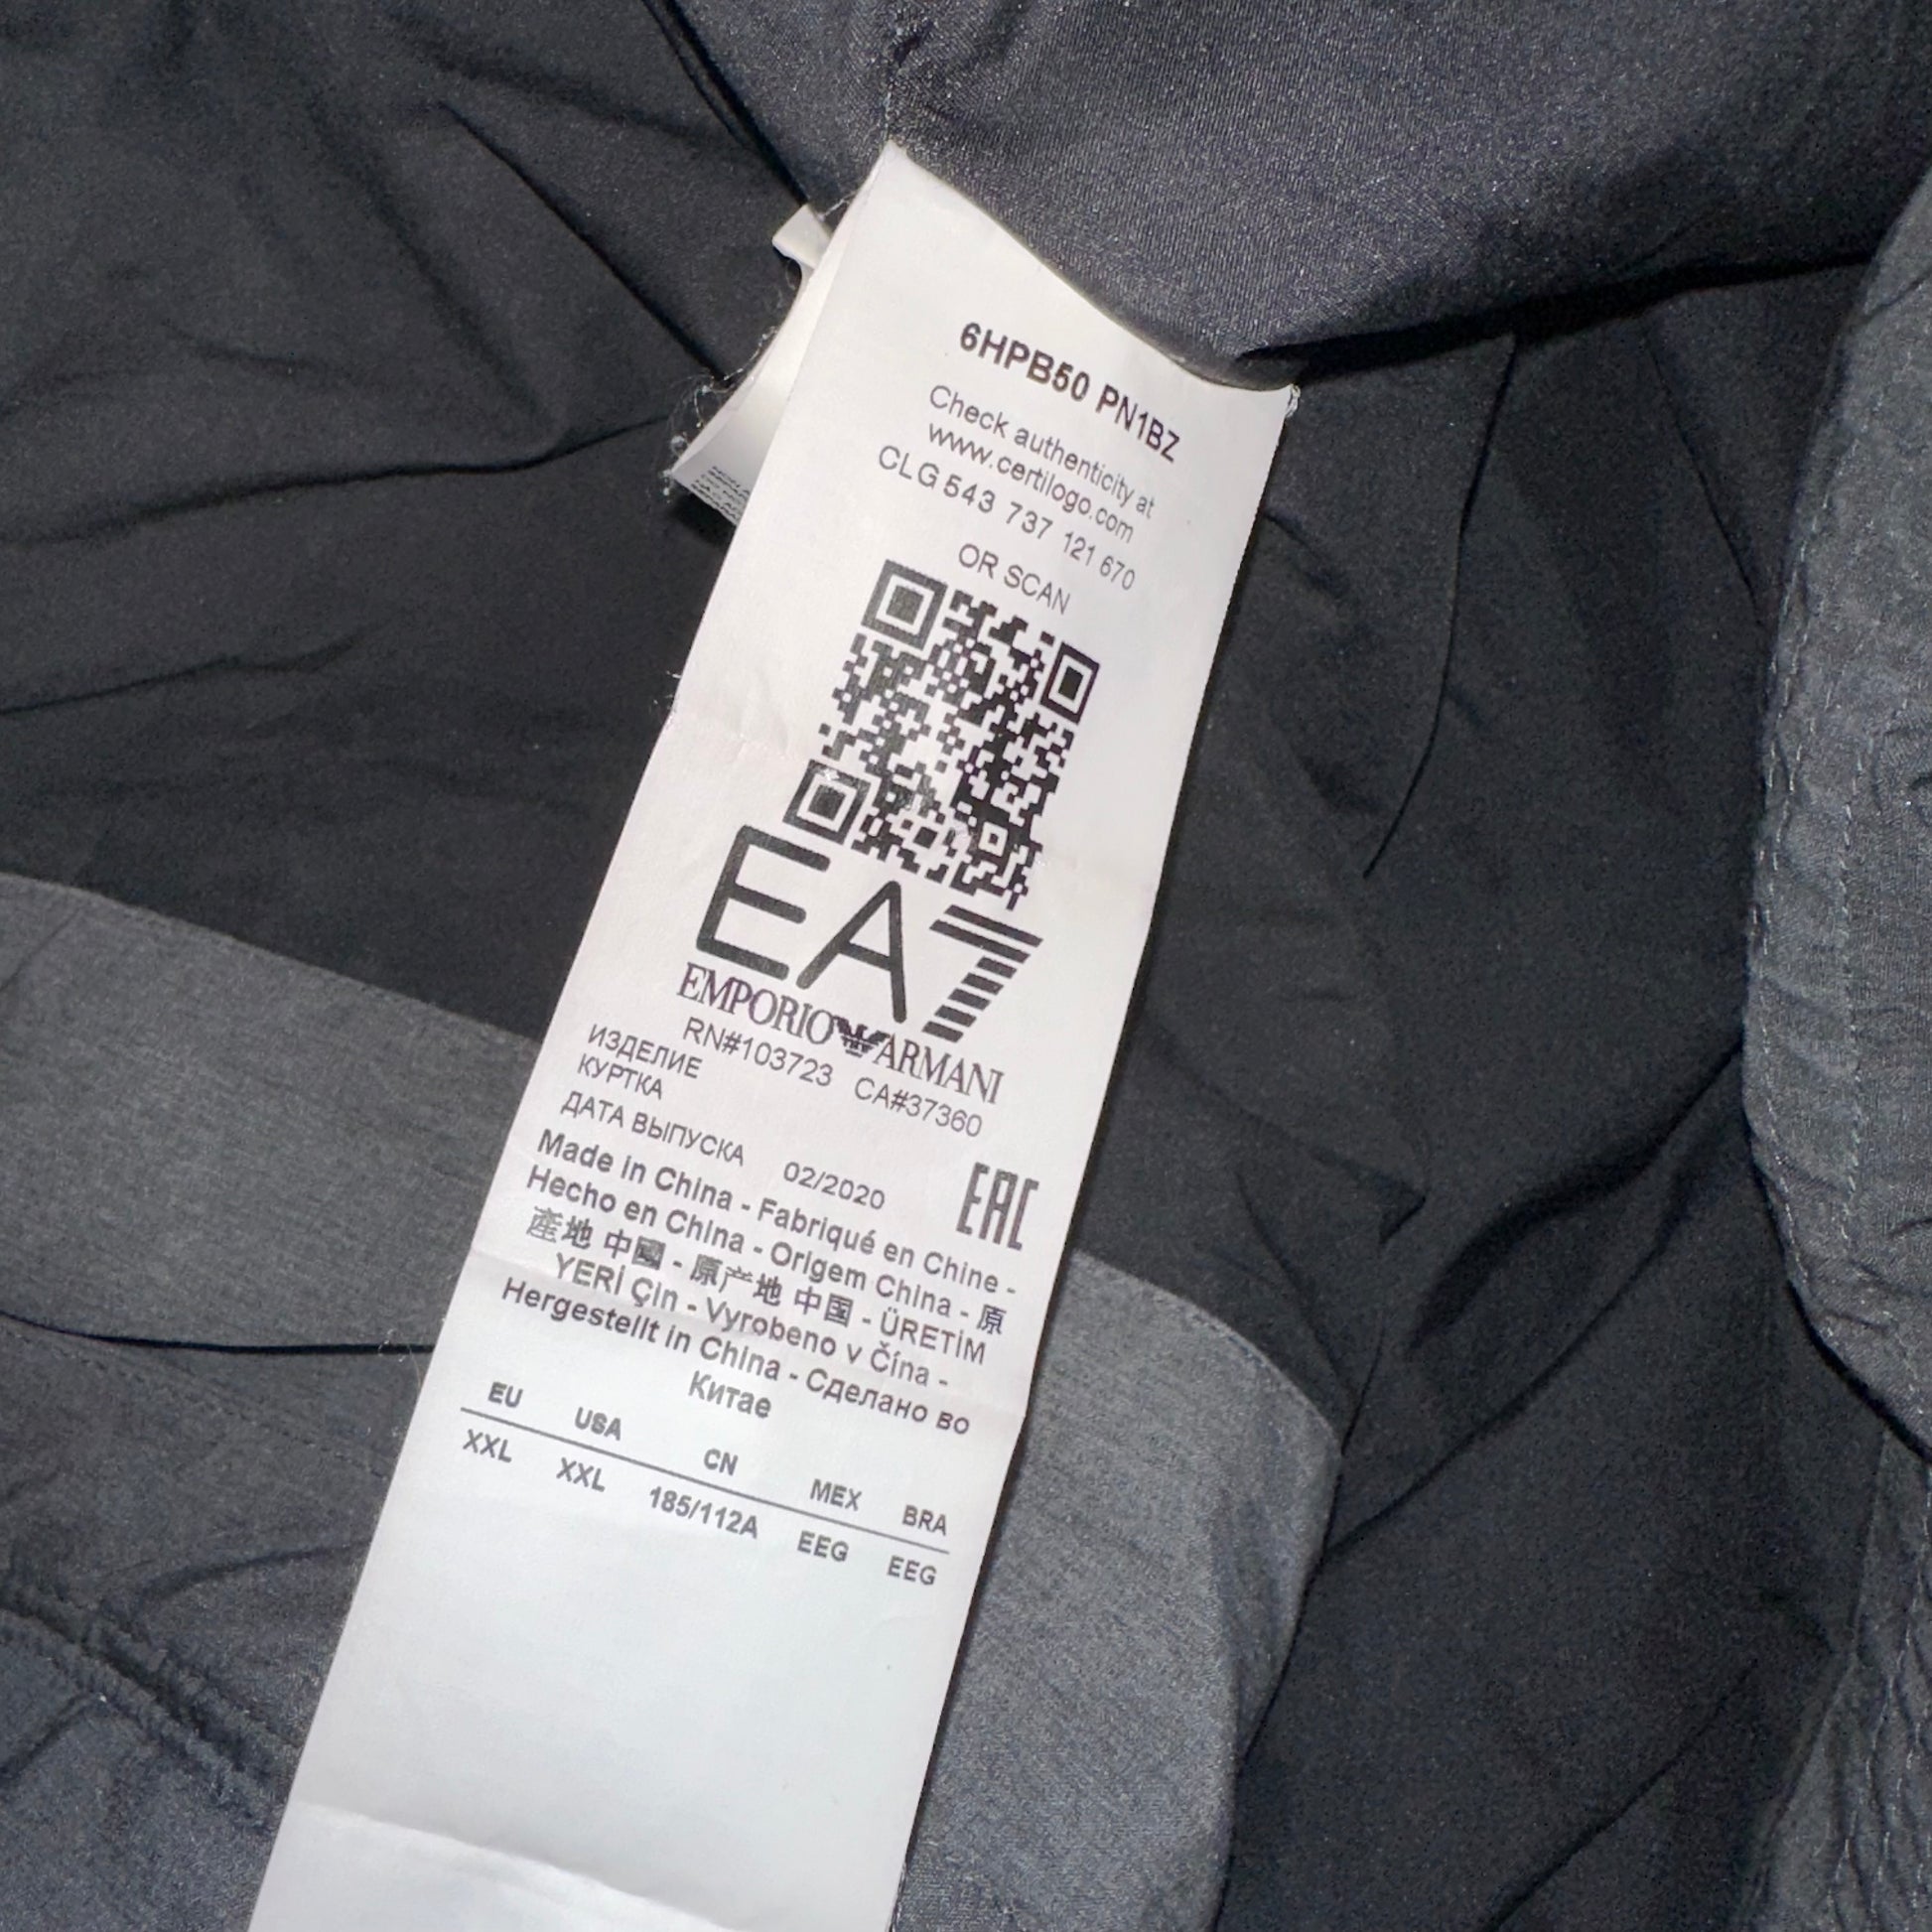 6HPB50 PN1BZ
Check authenticity at
www.certilogo.com
CLG 543 737 121 670
OR SCAN
EA7
EMPORIO ARMANI
RN#103723 CA#37360
ИЗДЕЛИЕ
КУРТКА
ДАТА ВЫПУСКА 02/2020
EAC
Made in China - Fabriqué en Chine -
Hecho en China - Origem China - 原
產地 中國 - 原产地 中国 - ÜRETİM
YERİ Çin - Vyrobeno v Čína -
Hergestellt in China - Сделано во
Китае
EU USA CN MEX BRA
XXL XXL 185/112A EEG EEG